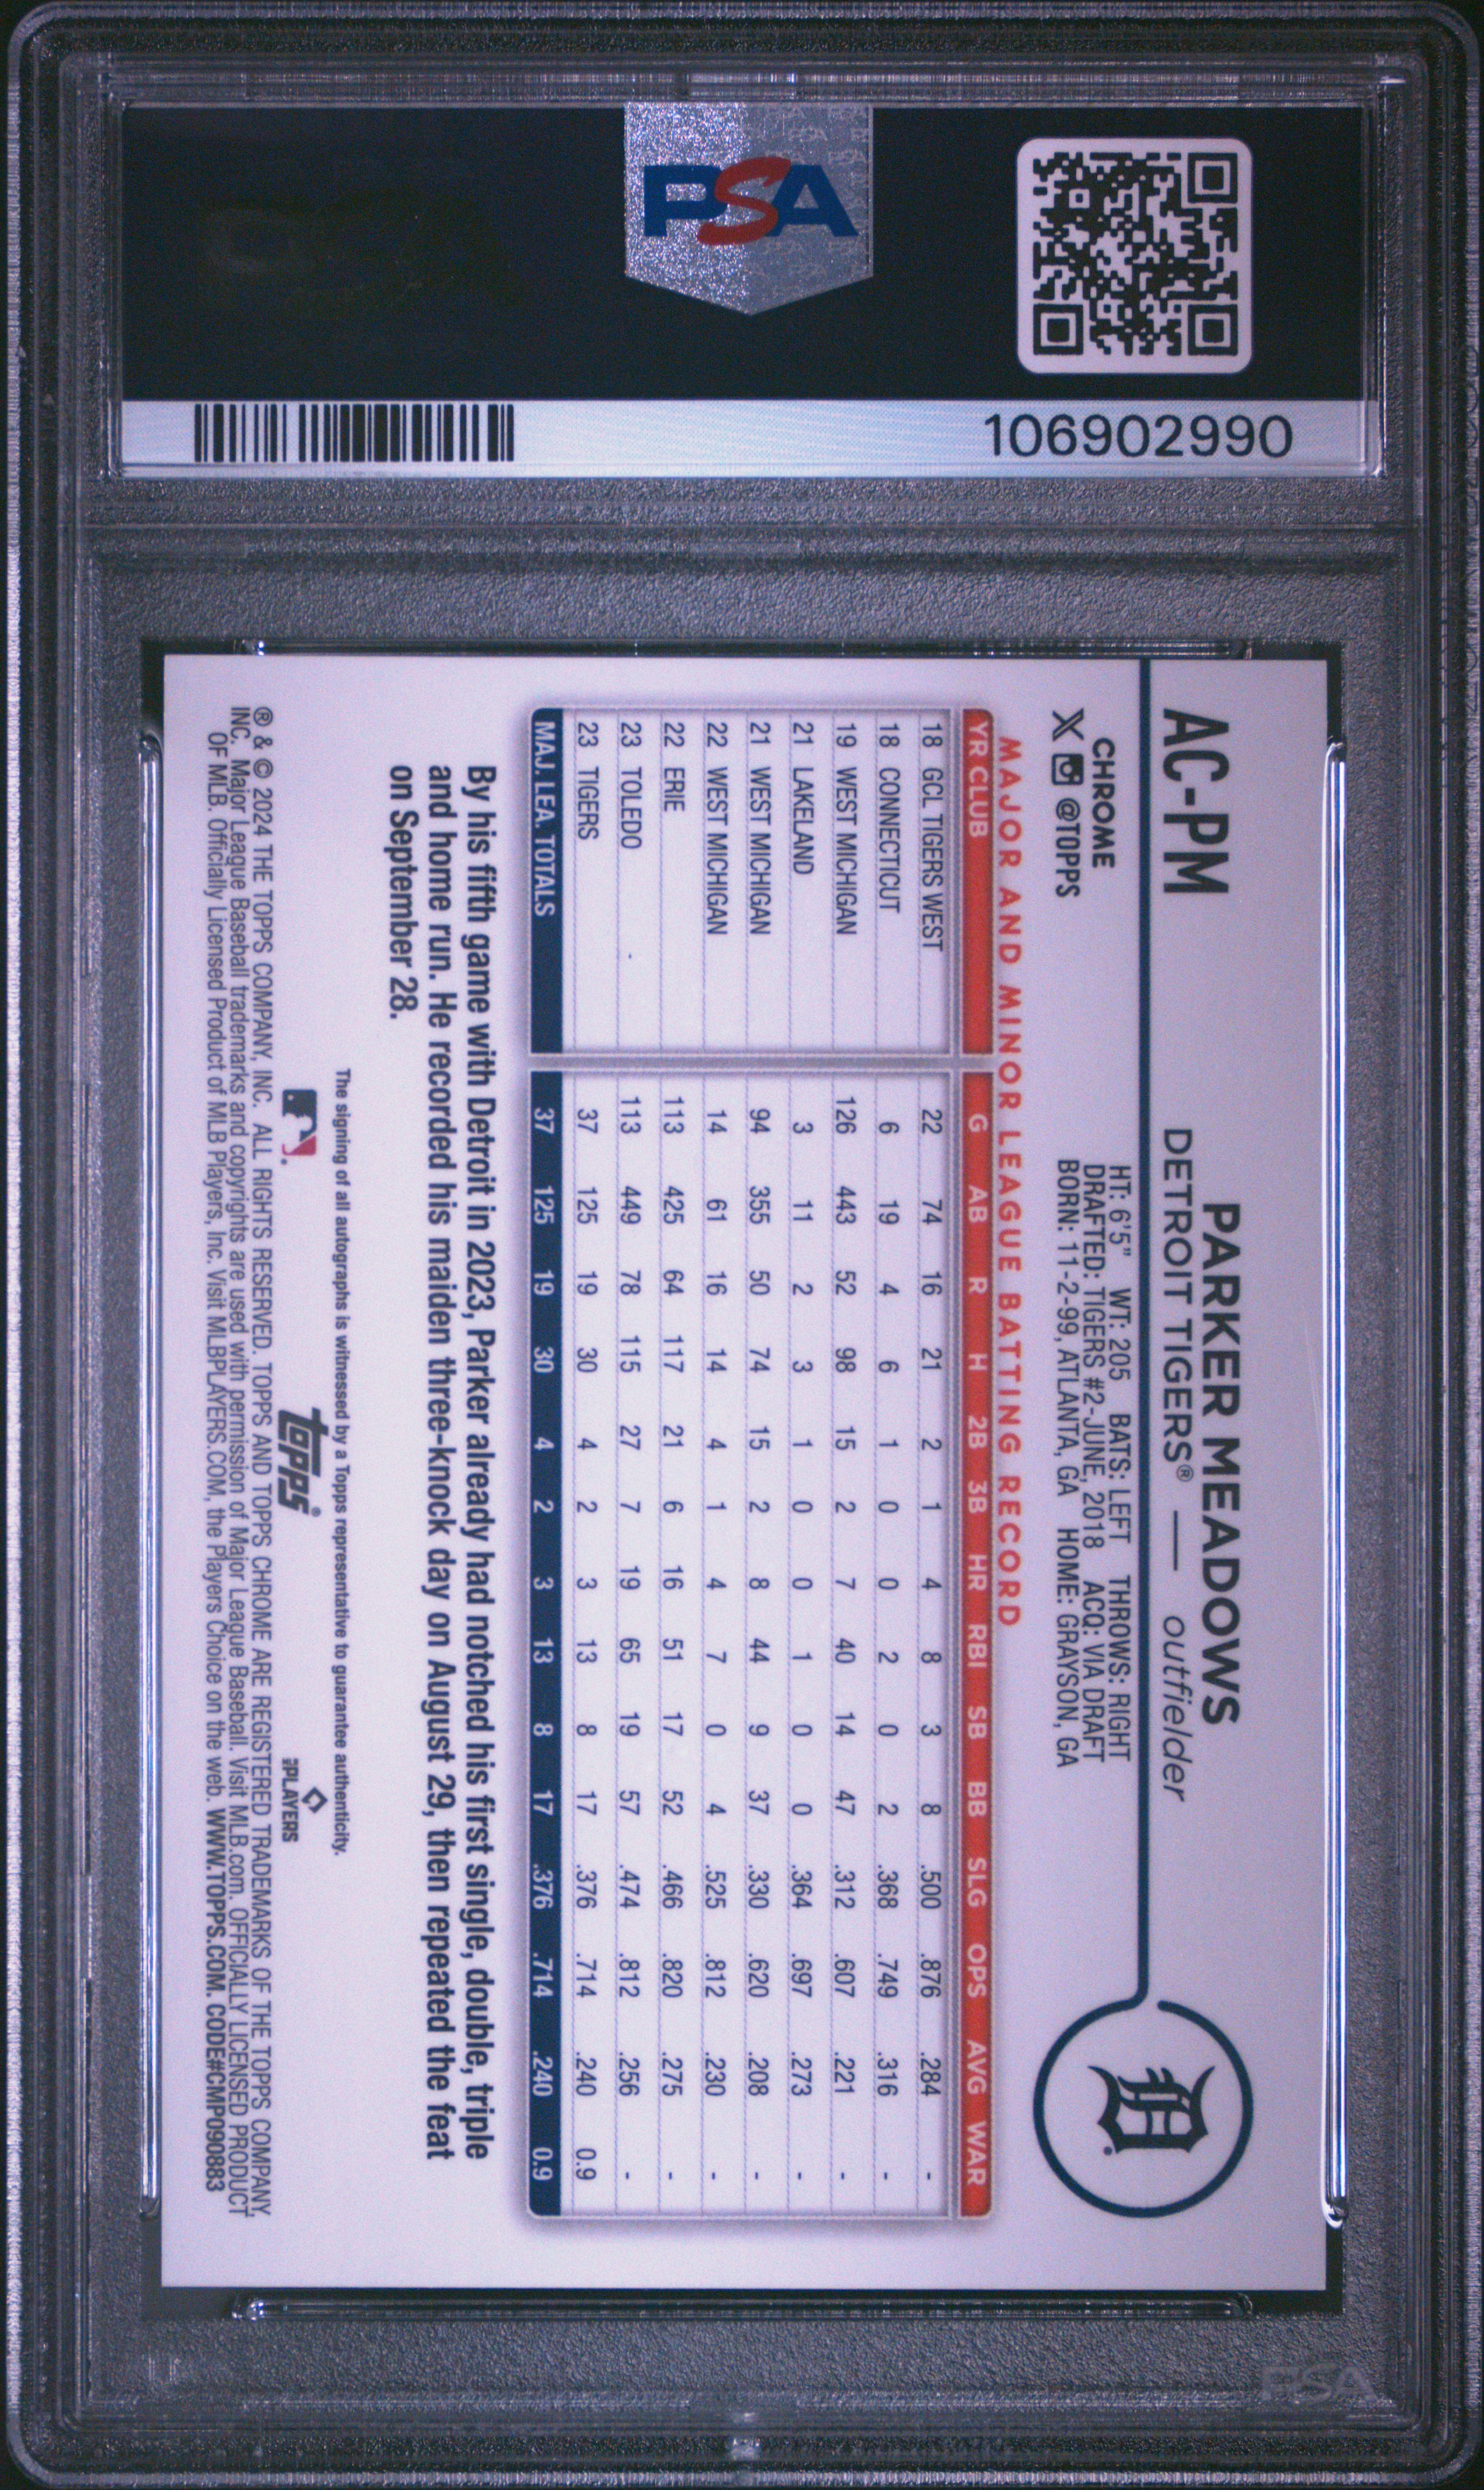 PSA
106902990
AC-PM
PARKER MEADOWS
DETROIT TIGERS® — outfielder
CHROME
X @TOPPS
HT: 6'5" WT: 205 BATS: LEFT THROWS: RIGHT
DRAFTED: TIGERS #2-JUNE, 2018 ACQ: VIA DRAFT
BORN: 11-2-99, ATLANTA, GA HOME: GRAYSON, GA
D
MAJOR AND MINOR LEAGUE BATTING RECORD
YR CLUB G AB R H 2B 3B HR RBI SB BB SLG OPS AVG WAR
18 GCL TIGERS WEST 22 74 16 21 2 1 4 8 3 8 .500 .876 .284 -
18 CONNECTICUT 6 19 4 6 1 0 0 2 0 2 .368 .749 .316 -
19 WEST MICHIGAN 126 443 52 98 15 2 7 40 14 47 .312 .607 .221 -
21 LAKELAND 3 11 2 3 1 0 0 1 0 0 .364 .697 .273 -
21 WEST MICHIGAN 94 355 50 74 15 2 8 44 9 37 .330 .620 .208 -
22 WEST MICHIGAN 14 61 16 14 4 1 4 7 0 4 .525 .812 .230 -
22 ERIE 113 425 64 117 21 6 16 51 17 52 .466 .820 .275 -
23 TOLEDO 113 449 78 115 27 7 19 65 19 57 .474 .812 .256 -
23 TIGERS 37 125 19 30 4 2 3 13 8 17 .376 .714 .240 0.9
MAJ. LEA. TOTALS 37 125 19 30 4 2 3 13 8 17 .376 .714 .240 0.9
By his fifth game with Detroit in 2023, Parker already had notched his first single, double, triple
and home run. He recorded his maiden three-knock day on August 29, then repeated the feat
on September 28.
The signing of all autographs is witnessed by a Topps representative to guarantee authenticity.
topps®
PLAYERS
® & © 2024 THE TOPPS COMPANY, INC. ALL RIGHTS RESERVED. TOPPS AND TOPPS CHROME ARE REGISTERED TRADEMARKS OF THE TOPPS COMPANY,
INC. Major League Baseball trademarks and copyrights are used with permission of Major League Baseball. Visit MLB.com. OFFICIALLY LICENSED PRODUCT
OF MLB. Officially Licensed Product of MLB Players, Inc. Visit MLBPLAYERS.COM, the Players Choice on the web. WWW.TOPPS.COM. CODE#CMP090883
PSA